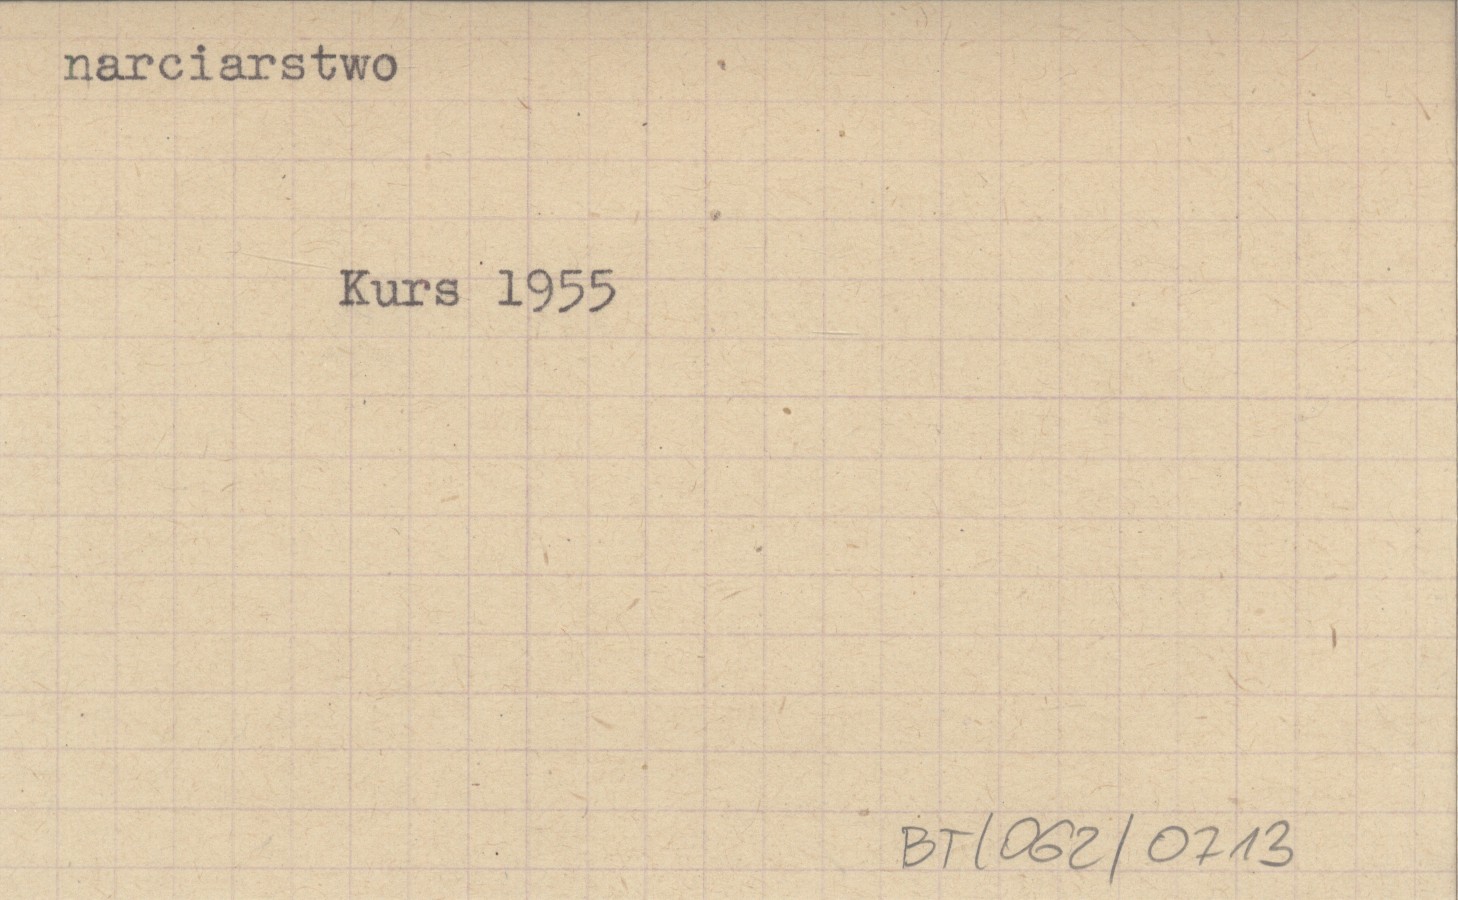 narciarstwo
Kurs 1955
BT/062/0713